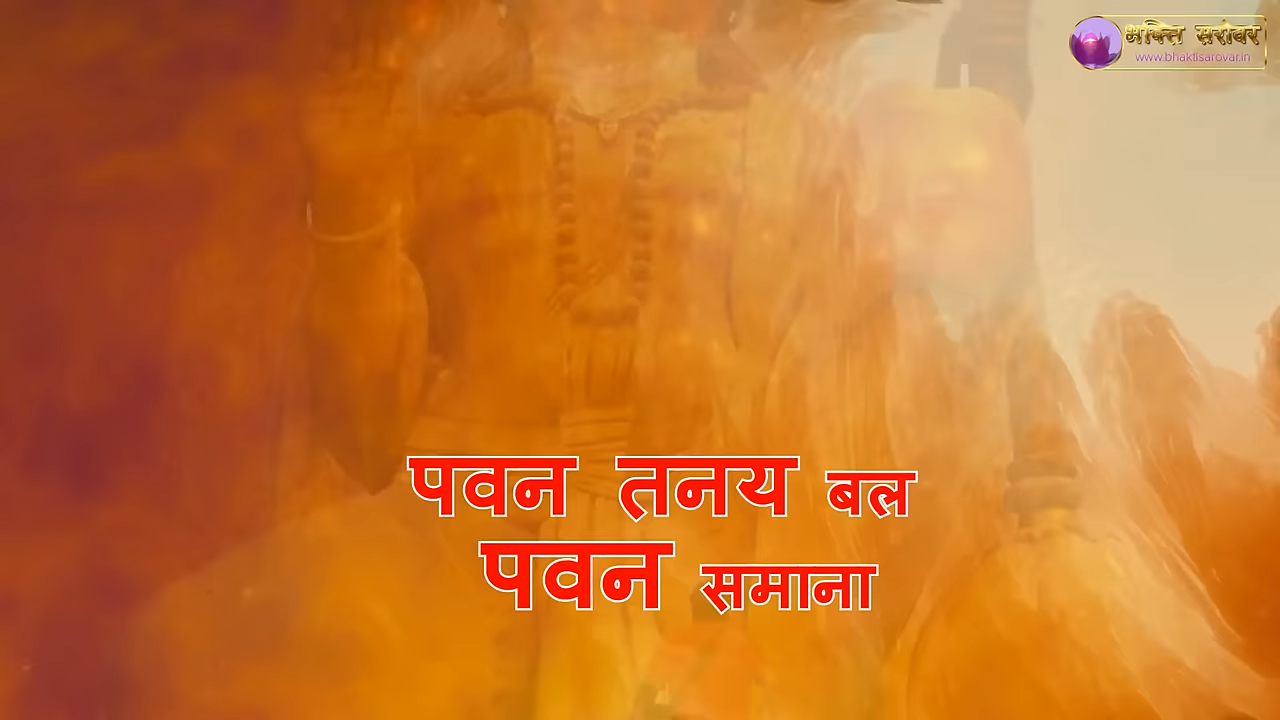 भक्ति सरोवर
www.bhaktisarovar.in
पवन तनय बल
पवन समाना